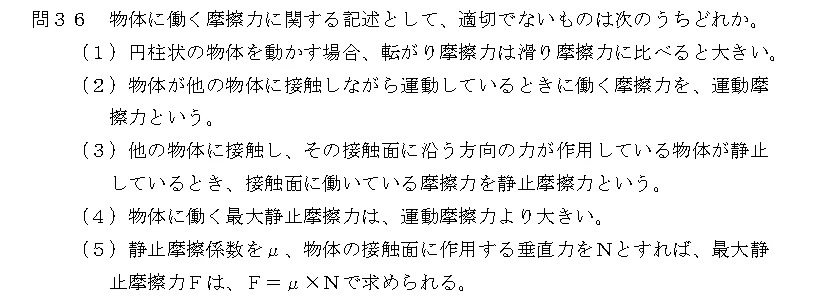 問３６　物体に働く摩擦力に関する記述として、適切でないものは次のうちどれか。
（１）円柱状の物体を動かす場合、転がり摩擦力は滑り摩擦力に比べると大きい。
（２）物体が他の物体に接触しながら運動しているときに働く摩擦力を、運動摩
擦力という。
（３）他の物体に接触し、その接触面に沿う方向の力が作用している物体が静止
しているとき、接触面に働いている摩擦力を静止摩擦力という。
（４）物体に働く最大静止摩擦力は、運動摩擦力より大きい。
（５）静止摩擦係数をμ、物体の接触面に作用する垂直力をＮとすれば、最大静
止摩擦力Ｆは、Ｆ＝μ×Ｎで求められる。